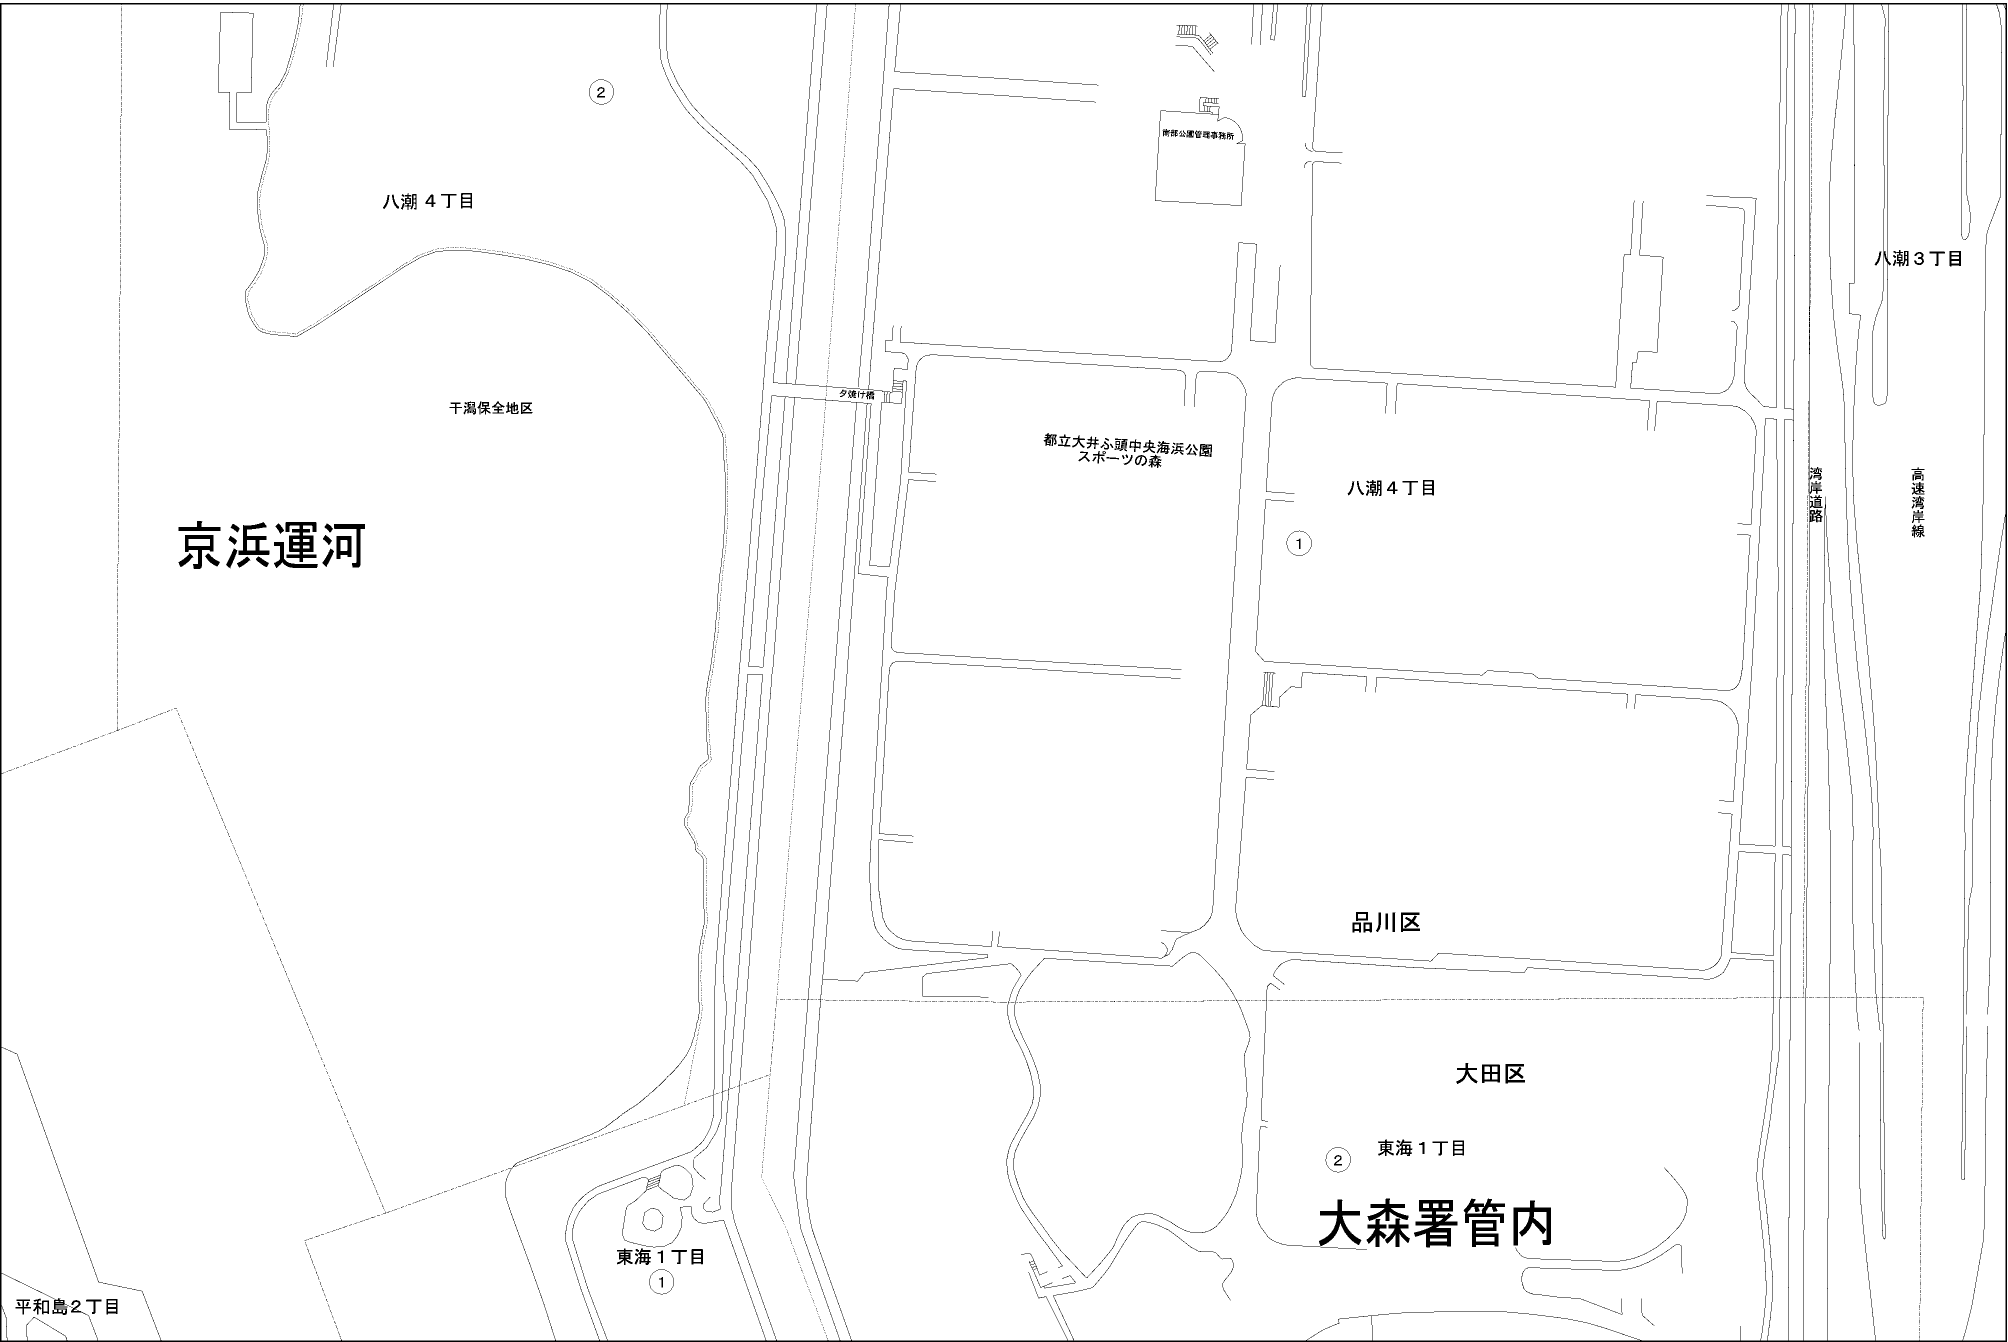 ②
南部公園管理事務所
八潮４丁目
八潮３丁目
夕焼け橋
干潟保全地区
都立大井ふ頭中央海浜公園
スポーツの森
八潮４丁目
湾岸道路
高速湾岸線
京浜運河
①
品川区
大田区
東海１丁目
②
大森署管内
東海１丁目
①
平和島２丁目